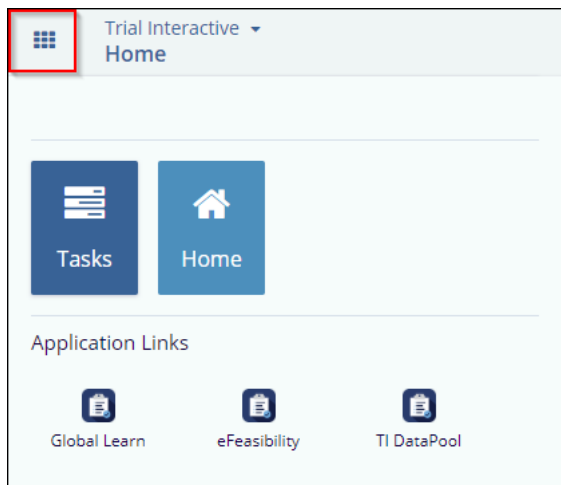 Trial Interactive
Home
Tasks
Home
Application Links
Global Learn
eFeasibility
TI DataPool